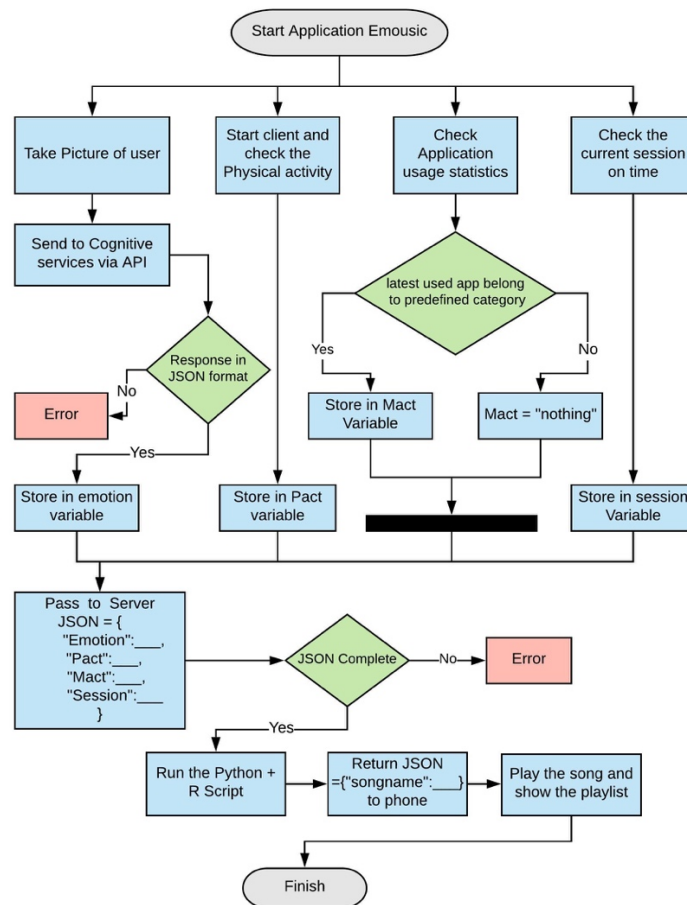 Start Application Emousic
Take Picture of user
Start client and
check the
Physical activity
Check
Application
usage statistics
Check the
current session
on time
Send to Cognitive
services via API
latest used app belong
to predefined category
Response in
JSON format
Yes
No
No
Error
Store in Mact
Variable
Mact = "nothing"
Yes
Store in emotion
variable
Store in Pact
variable
Store in session
Variable
Pass to Server
JSON = {
"Emotion":___,
"Pact":___,
"Mact":___,
"Session":___
}
JSON Complete
No
Error
Yes
Run the Python +
R Script
Return JSON
={"songname":___}
to phone
Play the song and
show the playlist
Finish